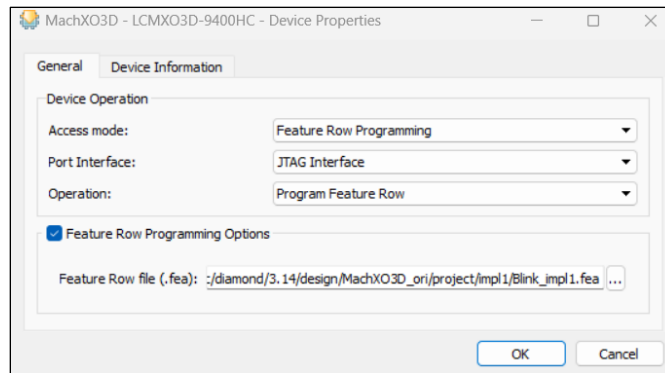 MachXO3D - LCMXO3D-9400HC - Device Properties
General Device Information
Device Operation
Access mode: Feature Row Programming
Port Interface: JTAG Interface
Operation: Program Feature Row
Feature Row Programming Options
Feature Row file (.fea): :/diamond/3.14/design/MachXO3D_ori/project/impl1/Blink_impl1.fea ...
OK Cancel